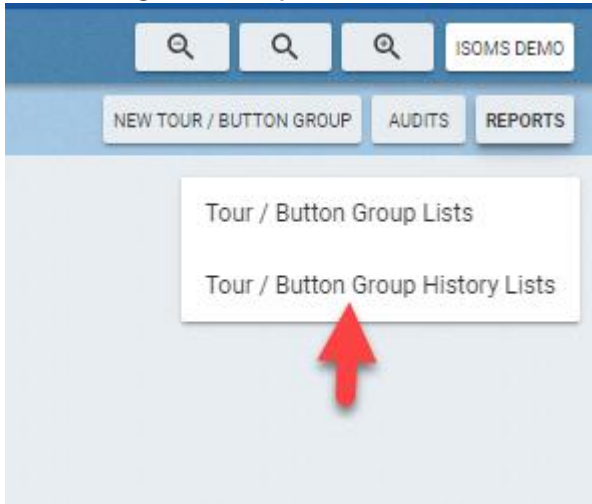 ISOMS DEMO
NEW TOUR / BUTTON GROUP AUDITS REPORTS
Tour / Button Group Lists
Tour / Button Group History Lists